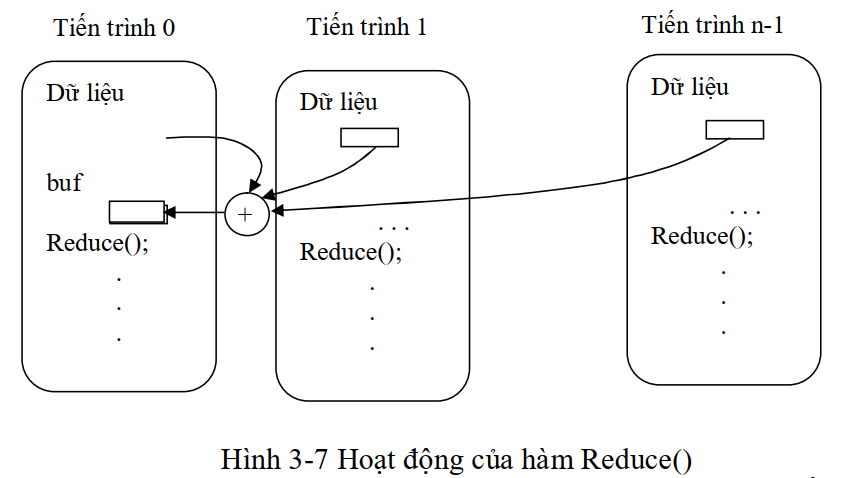 Tiến trình 0
Tiến trình 1
Tiến trình n-1
Dữ liệu
buf
Reduce();
.
.
.
Dữ liệu
. . .
Reduce();
.
.
.
Dữ liệu
. . .
Reduce();
.
.
.
+
Hình 3-7 Hoạt động của hàm Reduce()